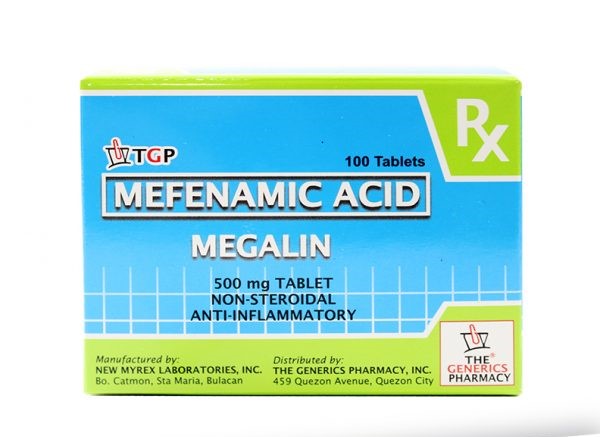 Rx
TGP
100 Tablets
MEFENAMIC ACID
MEGALIN
500 mg TABLET
NON-STEROIDAL
ANTI-INFLAMMATORY
Manufactured by:
NEW MYREX LABORATORIES, INC.
Bo. Catmon, Sta Maria, Bulacan
Distributed by:
THE GENERICS PHARMACY, INC.
459 Quezon Avenue, Quezon City
®
THE
GENERICS
PHARMACY